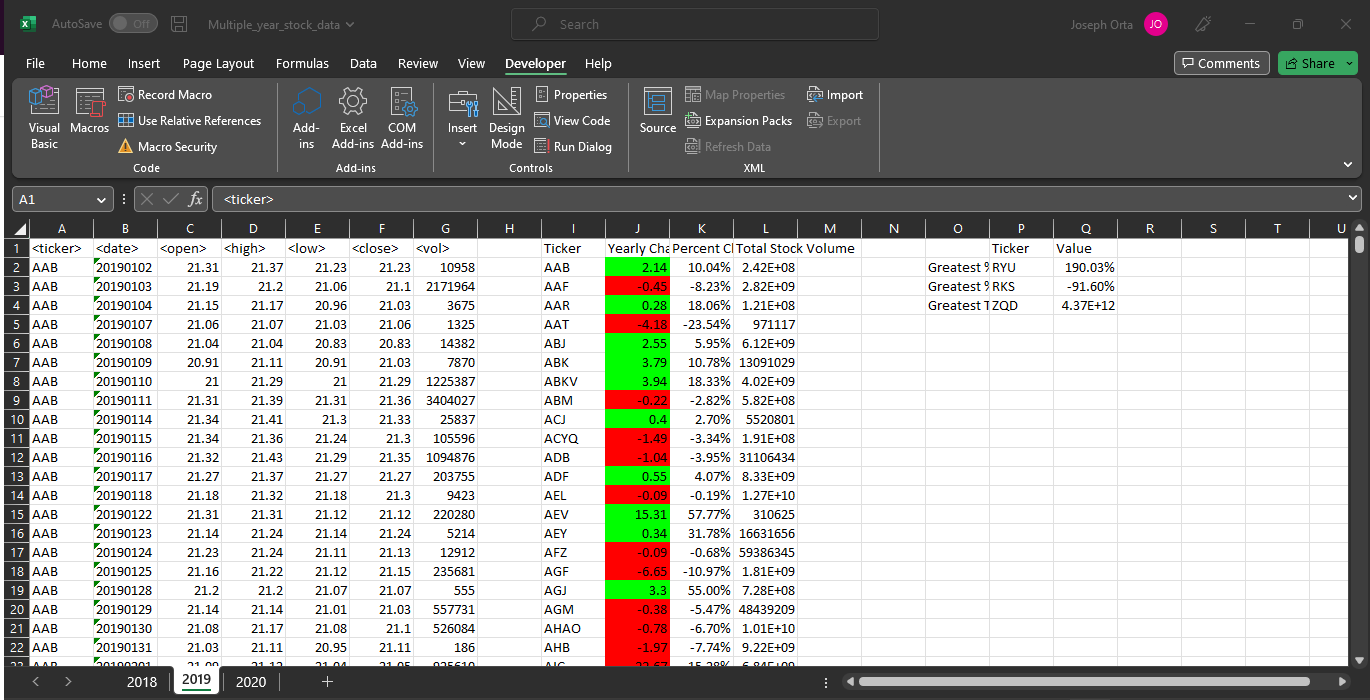 AutoSave Off Multiple_year_stock_data Search Joseph Orta JO
File Home Insert Page Layout Formulas Data Review View Developer Help Comments Share
Visual Basic
Macros
Record Macro
Use Relative References
Macro Security
Code
Add-ins
Excel Add-ins
COM Add-ins
Add-ins
Insert
Design Mode
Properties
View Code
Run Dialog
Controls
Source
Map Properties
Expansion Packs
Refresh Data
Import
Export
XML
A1 fx <ticker>
A B C D E F G H I J K L M N O P Q R S T U
1 <ticker> <date> <open> <high> <low> <close> <vol> Ticker Yearly Cha Percent C Total Stock Volume Ticker Value
2 AAB 20190102 21.31 21.37 21.23 21.23 10958 AAB 2.14 10.04% 2.42E+08 Greatest % RYU 190.03%
3 AAB 20190103 21.19 21.2 21.06 21.1 2171964 AAF -0.45 -8.23% 2.82E+09 Greatest % RKS -91.60%
4 AAB 20190104 21.15 21.17 20.96 21.03 3675 AAR 0.28 18.06% 1.21E+08 Greatest T ZQD 4.37E+12
5 AAB 20190107 21.06 21.07 21.03 21.06 1325 AAT -4.18 -23.54% 971117
6 AAB 20190108 21.04 21.04 20.83 20.83 14382 ABJ 2.55 5.95% 6.12E+09
7 AAB 20190109 20.91 21.11 20.91 21.03 7870 ABK 3.79 10.78% 13091029
8 AAB 20190110 21 21.29 21 21.29 1225387 ABKV 3.94 18.33% 4.02E+09
9 AAB 20190111 21.31 21.39 21.31 21.36 3404027 ABM -0.22 -2.82% 5.82E+08
10 AAB 20190114 21.34 21.41 21.3 21.33 25837 ACJ 0.4 2.70% 5520801
11 AAB 20190115 21.34 21.36 21.24 21.3 105596 ACYQ -1.49 -3.34% 1.91E+08
12 AAB 20190116 21.32 21.43 21.29 21.35 1094876 ADB -1.04 -3.95% 31106434
13 AAB 20190117 21.27 21.37 21.27 21.27 203755 ADF 0.55 4.07% 8.33E+09
14 AAB 20190118 21.18 21.32 21.18 21.3 9423 AEL -0.09 -0.19% 1.27E+10
15 AAB 20190122 21.31 21.31 21.12 21.12 220280 AEV 15.31 57.77% 310625
16 AAB 20190123 21.14 21.24 21.14 21.24 5214 AEY 0.34 31.78% 16631656
17 AAB 20190124 21.23 21.24 21.11 21.13 12912 AFZ -0.09 -0.68% 59386345
18 AAB 20190125 21.16 21.22 21.12 21.15 235681 AGF -6.65 -10.97% 1.81E+09
19 AAB 20190128 21.2 21.2 21.07 21.07 555 AGJ 3.3 55.00% 7.28E+08
20 AAB 20190129 21.14 21.14 21.01 21.03 557731 AGM -0.38 -5.47% 48439209
21 AAB 20190130 21.08 21.17 21.08 21.1 526084 AHAO -0.78 -6.70% 1.01E+10
22 AAB 20190131 21.03 21.11 20.95 21.11 186 AHB -1.97 -7.74% 9.22E+09
2018 2019 2020